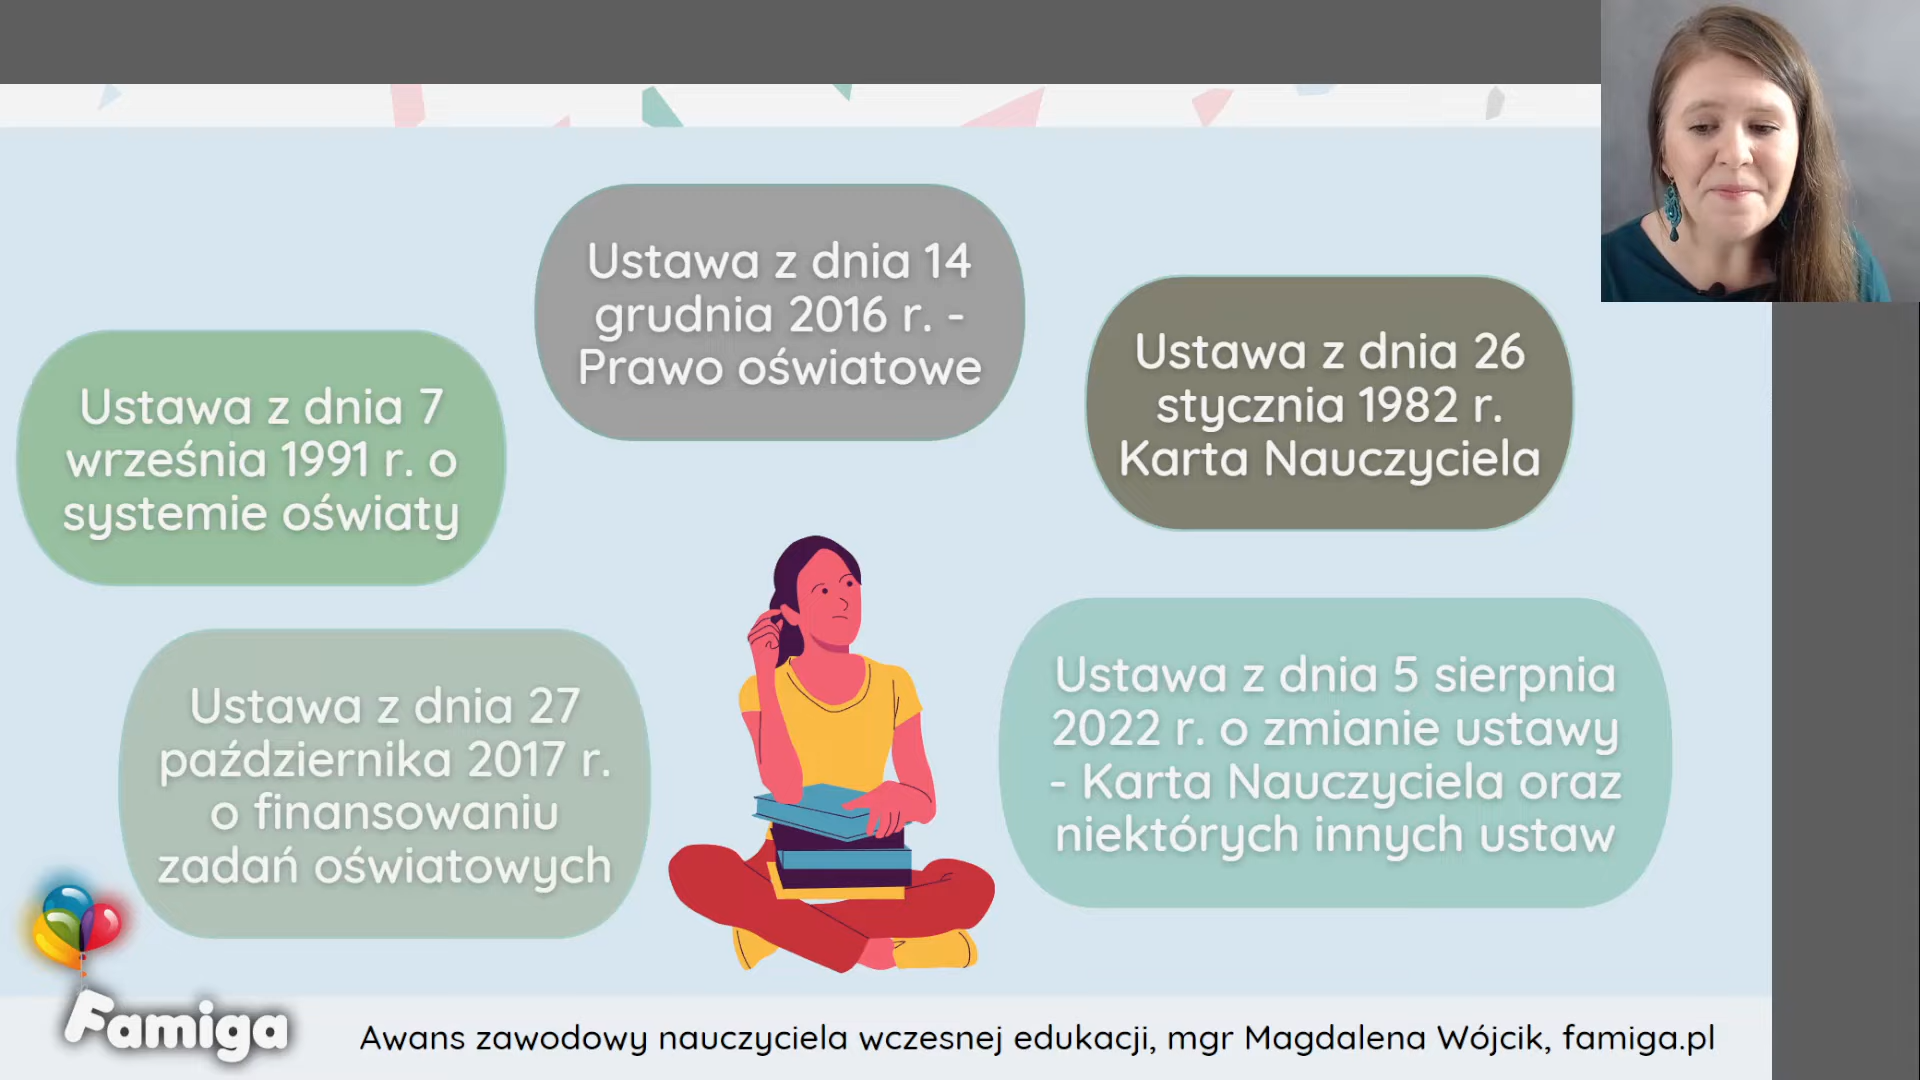 Ustawa z dnia 14
grudnia 2016 r. -
Prawo oświatowe
Ustawa z dnia 26
stycznia 1982 r.
Karta Nauczyciela
Ustawa z dnia 7
września 1991 r. o
systemie oświaty
Ustawa z dnia 27
października 2017 r.
o finansowaniu
zadań oświatowych
Ustawa z dnia 5 sierpnia
2022 r. o zmianie ustawy
- Karta Nauczyciela oraz
niektórych innych ustaw
Famiga
Awans zawodowy nauczyciela wczesnej edukacji, mgr Magdalena Wójcik, famiga.pl